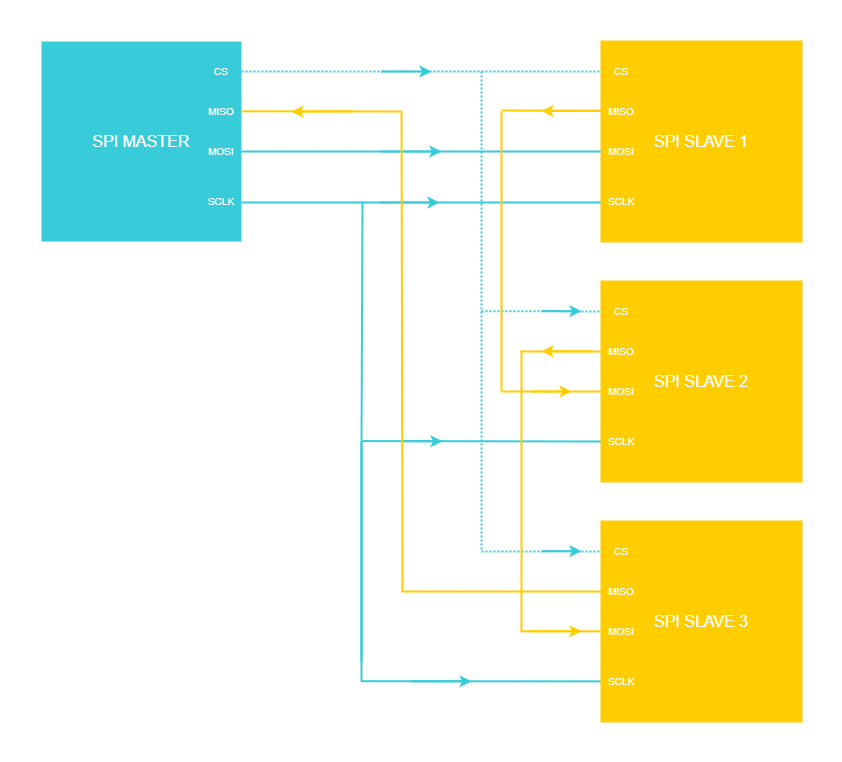 CS
MISO
SPI MASTER
MOSI
SCLK
CS
MISO
SPI SLAVE 1
MOSI
SCLK
CS
MISO
SPI SLAVE 2
MOSI
SCLK
CS
MISO
SPI SLAVE 3
MOSI
SCLK